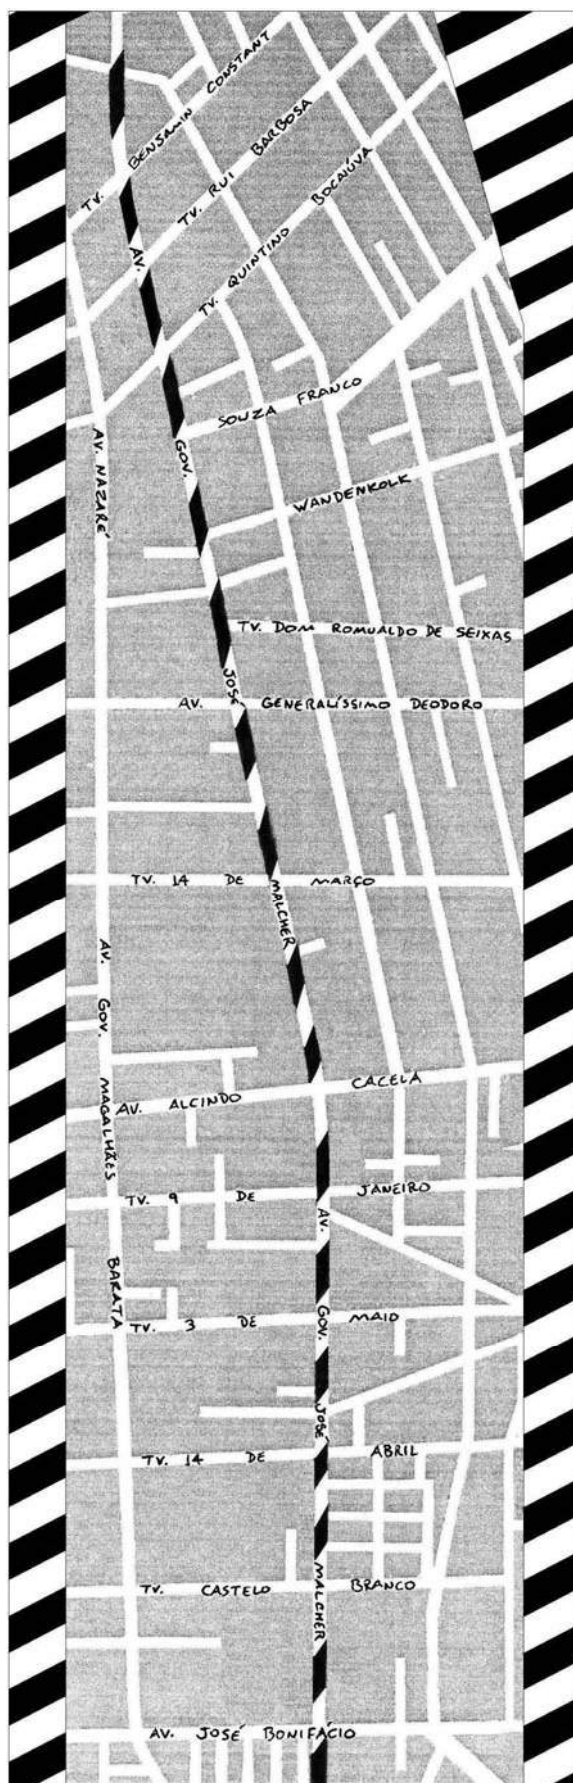 TV. BENJAMIN CONSTANT
TV. RUI BARBOSA
TV. QUINTINO BOCAIÚVA
AV. GOV. JOSÉ MALCHER
SOUZA FRANCO
AV. NAZARÉ
WANDENKOLK
TV. DOM ROMUALDO DE SEIXAS
AV. GENERALÍSSIMO DEODORO
TV. 14 DE MARÇO
AV. GOV. MAGALHÃES BARATA
AV. ALCINDO CACELA
TV. 9 DE JANEIRO
AV. GOV. JOSÉ MALCHER
TV. 3 DE MAIO
TV. 14 DE ABRIL
TV. CASTELO BRANCO
AV. JOSÉ BONIFÁCIO